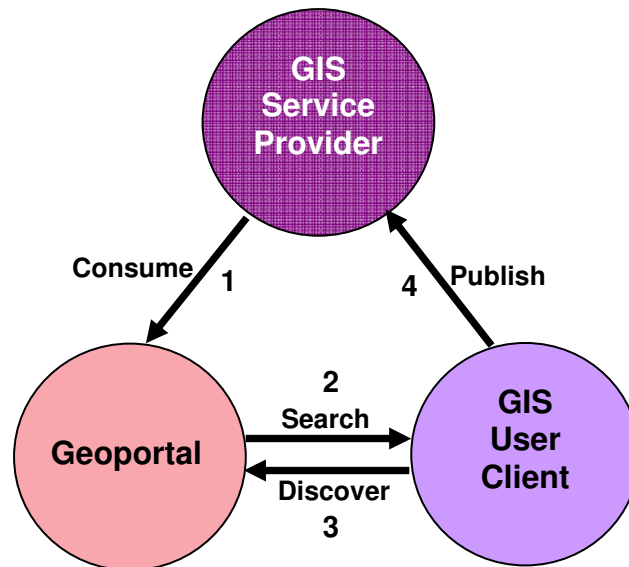 GIS
Service
Provider
Consume
1
4
Publish
2
Search
Geoportal
GIS
User
Client
Discover
3